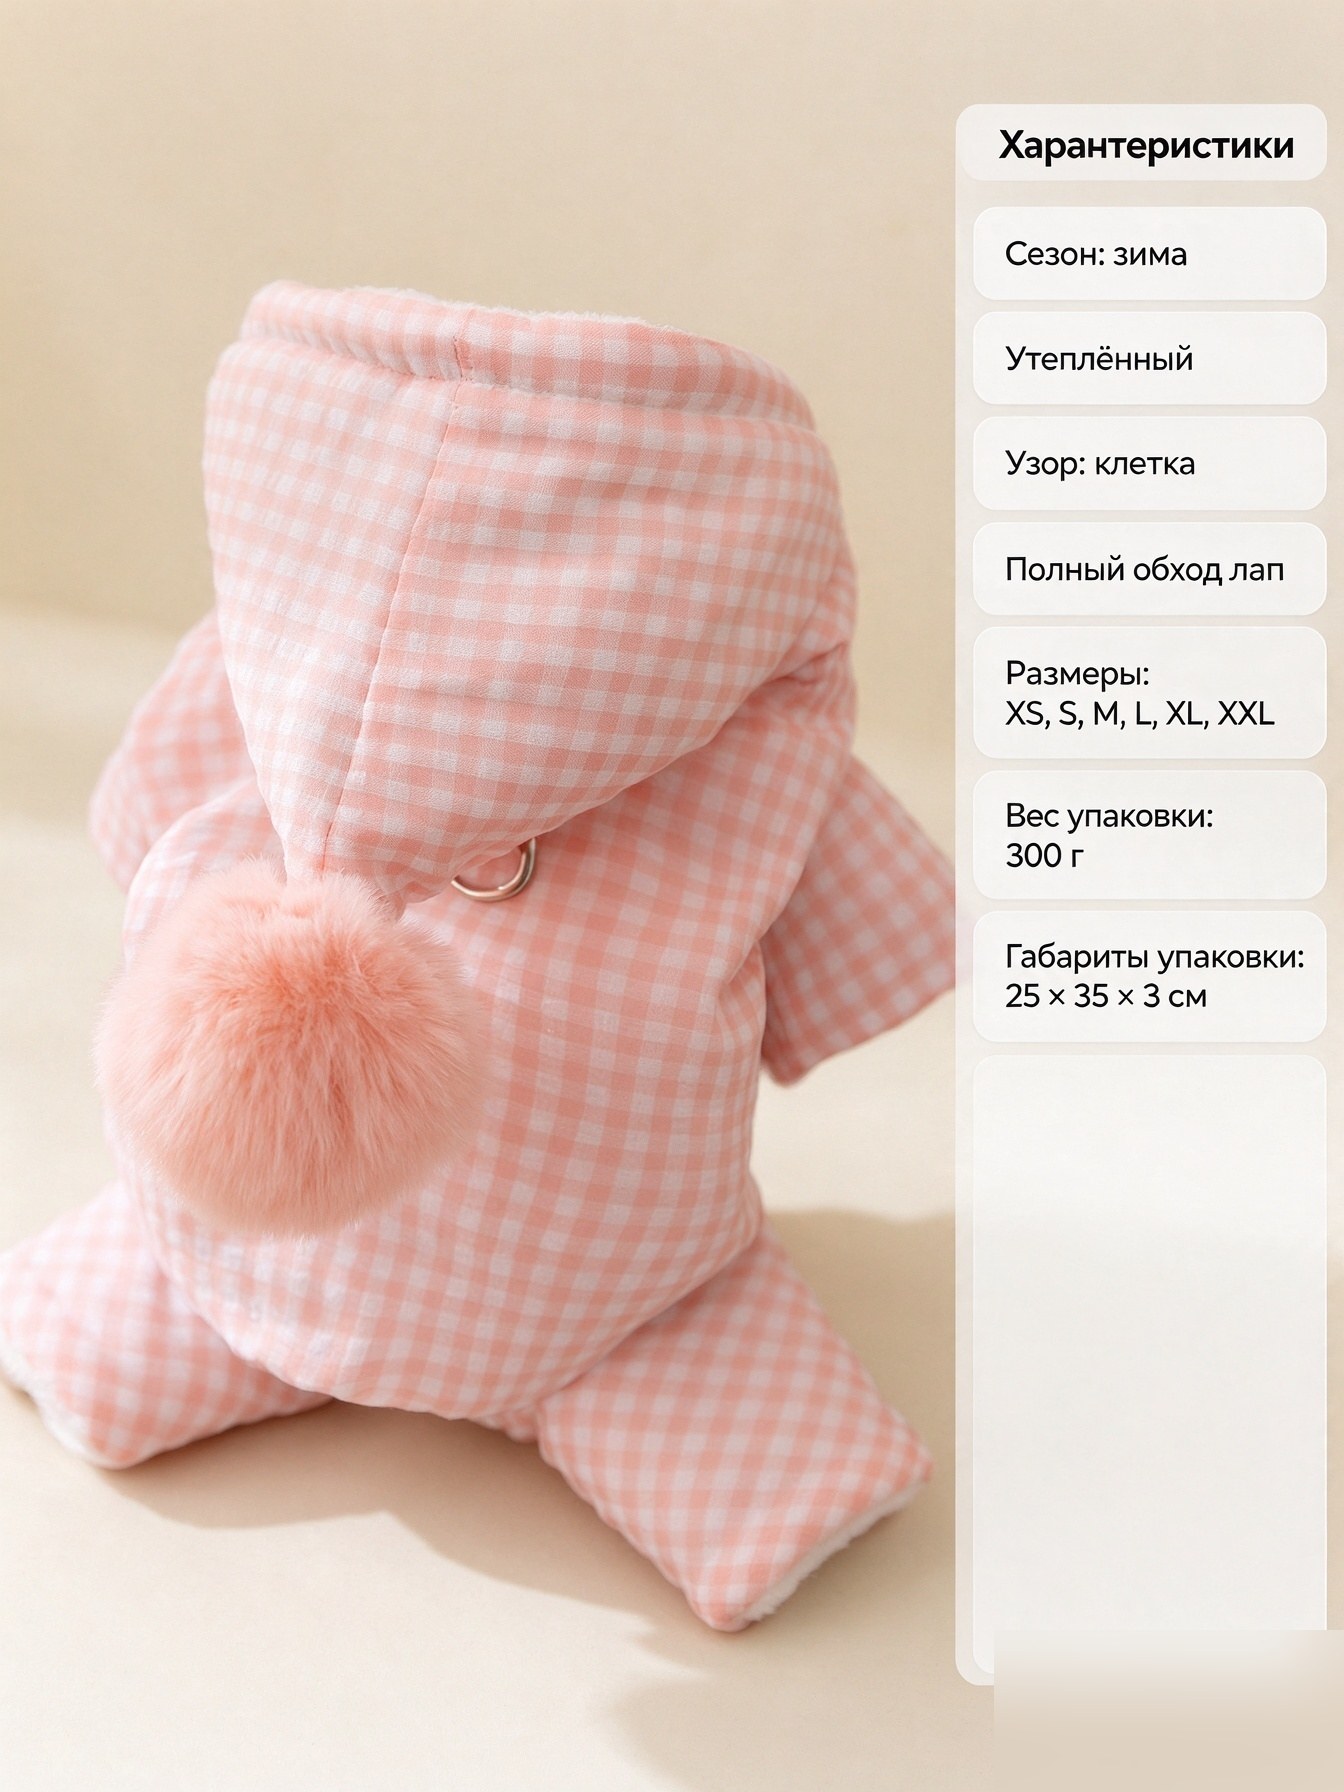 Характеристики
Сезон: зима
Утеплённый
Узор: клетка
Полный обход лап
Размеры:
XS, S, M, L, XL, XXL
Вес упаковки:
300 г
Габариты упаковки:
25 × 35 × 3 см